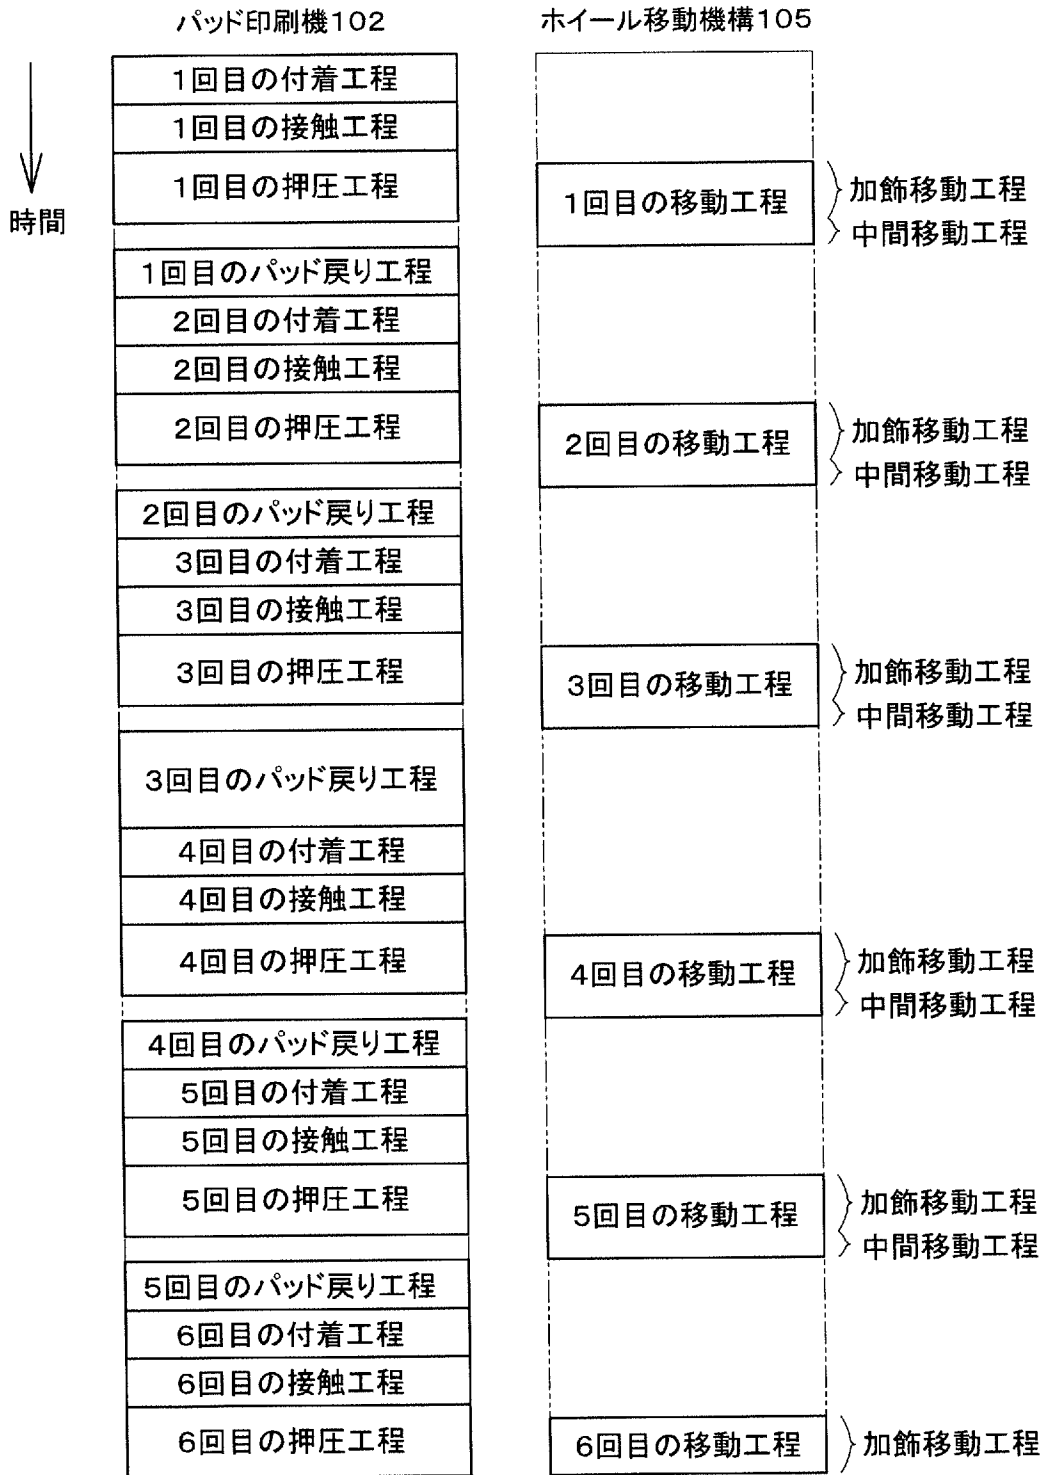 パッド印刷機102
ホイール移動機構105
時間
1回目の付着工程
1回目の接触工程
1回目の押圧工程
1回目の移動工程
加飾移動工程
中間移動工程
1回目のパッド戻り工程
2回目の付着工程
2回目の接触工程
2回目の押圧工程
2回目の移動工程
加飾移動工程
中間移動工程
2回目のパッド戻り工程
3回目の付着工程
3回目の接触工程
3回目の押圧工程
3回目の移動工程
加飾移動工程
中間移動工程
3回目のパッド戻り工程
4回目の付着工程
4回目の接触工程
4回目の押圧工程
4回目の移動工程
加飾移動工程
中間移動工程
4回目のパッド戻り工程
5回目の付着工程
5回目の接触工程
5回目の押圧工程
5回目の移動工程
加飾移動工程
中間移動工程
5回目のパッド戻り工程
6回目の付着工程
6回目の接触工程
6回目の押圧工程
6回目の移動工程
加飾移動工程